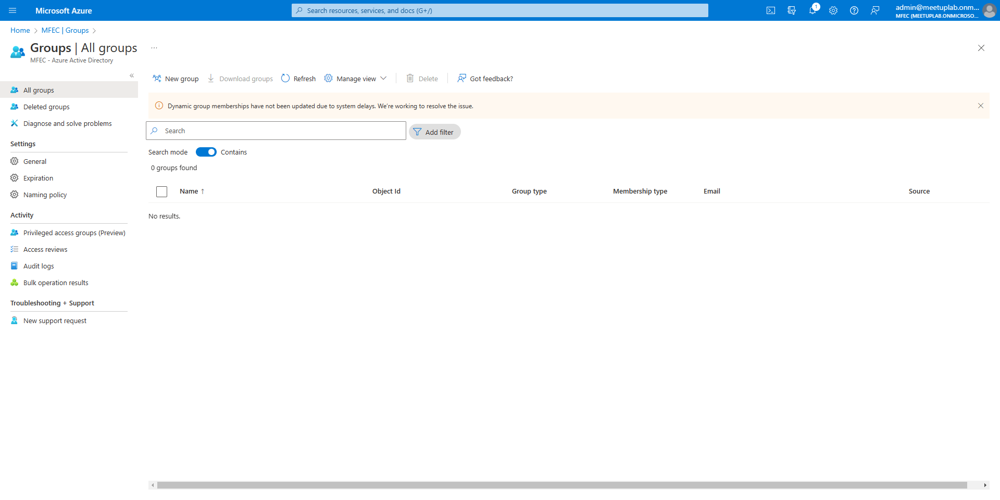 Microsoft Azure
Search resources, services, and docs (G+/)
1
admin@meetuplab.onm...
MFEC (MEETUPLAB.ONMICROSO...
Home
MFEC | Groups
Groups | All groups
...
MFEC - Azure Active Directory
«
New group
Download groups
Refresh
Manage view
Delete
Got feedback?
All groups
Deleted groups
Diagnose and solve problems
Settings
General
Expiration
Naming policy
Activity
Privileged access groups (Preview)
Access reviews
Audit logs
Bulk operation results
Troubleshooting + Support
New support request
Dynamic group memberships have not been updated due to system delays. We're working to resolve the issue.
Search
Add filter
Search mode
Contains
0 groups found
Name ↑
Object Id
Group type
Membership type
Email
Source
No results.